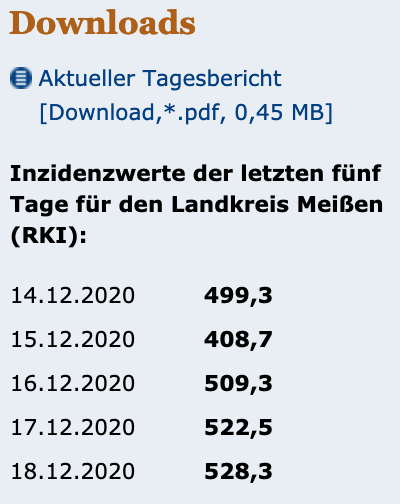 Downloads
Aktueller Tagesbericht
[Download,*.pdf, 0,45 MB]
Inzidenzwerte der letzten fünf
Tage für den Landkreis Meißen
(RKI):
14.12.2020 499,3
15.12.2020 408,7
16.12.2020 509,3
17.12.2020 522,5
18.12.2020 528,3